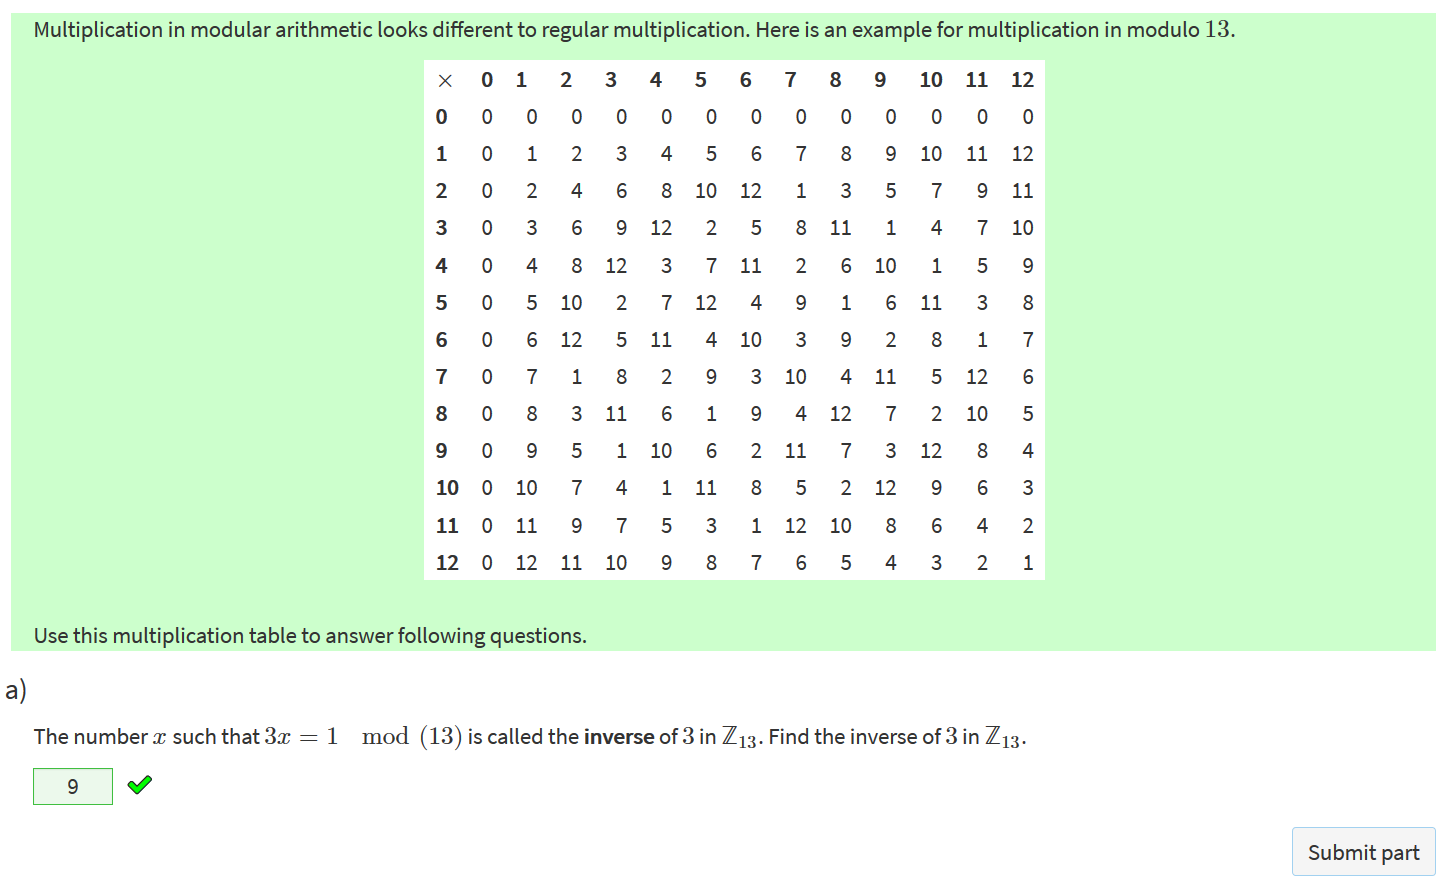 Multiplication in modular arithmetic looks different to regular multiplication. Here is an example for multiplication in modulo 13.
× 0 1 2 3 4 5 6 7 8 9 10 11 12
0 0 0 0 0 0 0 0 0 0 0 0 0 0
1 0 1 2 3 4 5 6 7 8 9 10 11 12
2 0 2 4 6 8 10 12 1 3 5 7 9 11
3 0 3 6 9 12 2 5 8 11 1 4 7 10
4 0 4 8 12 3 7 11 2 6 10 1 5 9
5 0 5 10 2 7 12 4 9 1 6 11 3 8
6 0 6 12 5 11 4 10 3 9 2 8 1 7
7 0 7 1 8 2 9 3 10 4 11 5 12 6
8 0 8 3 11 6 1 9 4 12 7 2 10 5
9 0 9 5 1 10 6 2 11 7 3 12 8 4
10 0 10 7 4 1 11 8 5 2 12 9 6 3
11 0 11 9 7 5 3 1 12 10 8 6 4 2
12 0 12 11 10 9 8 7 6 5 4 3 2 1
Use this multiplication table to answer following questions.
a)
The number x such that 3x = 1 mod (13) is called the inverse of 3 in ℤ₁₃. Find the inverse of 3 in ℤ₁₃.
9
Submit part